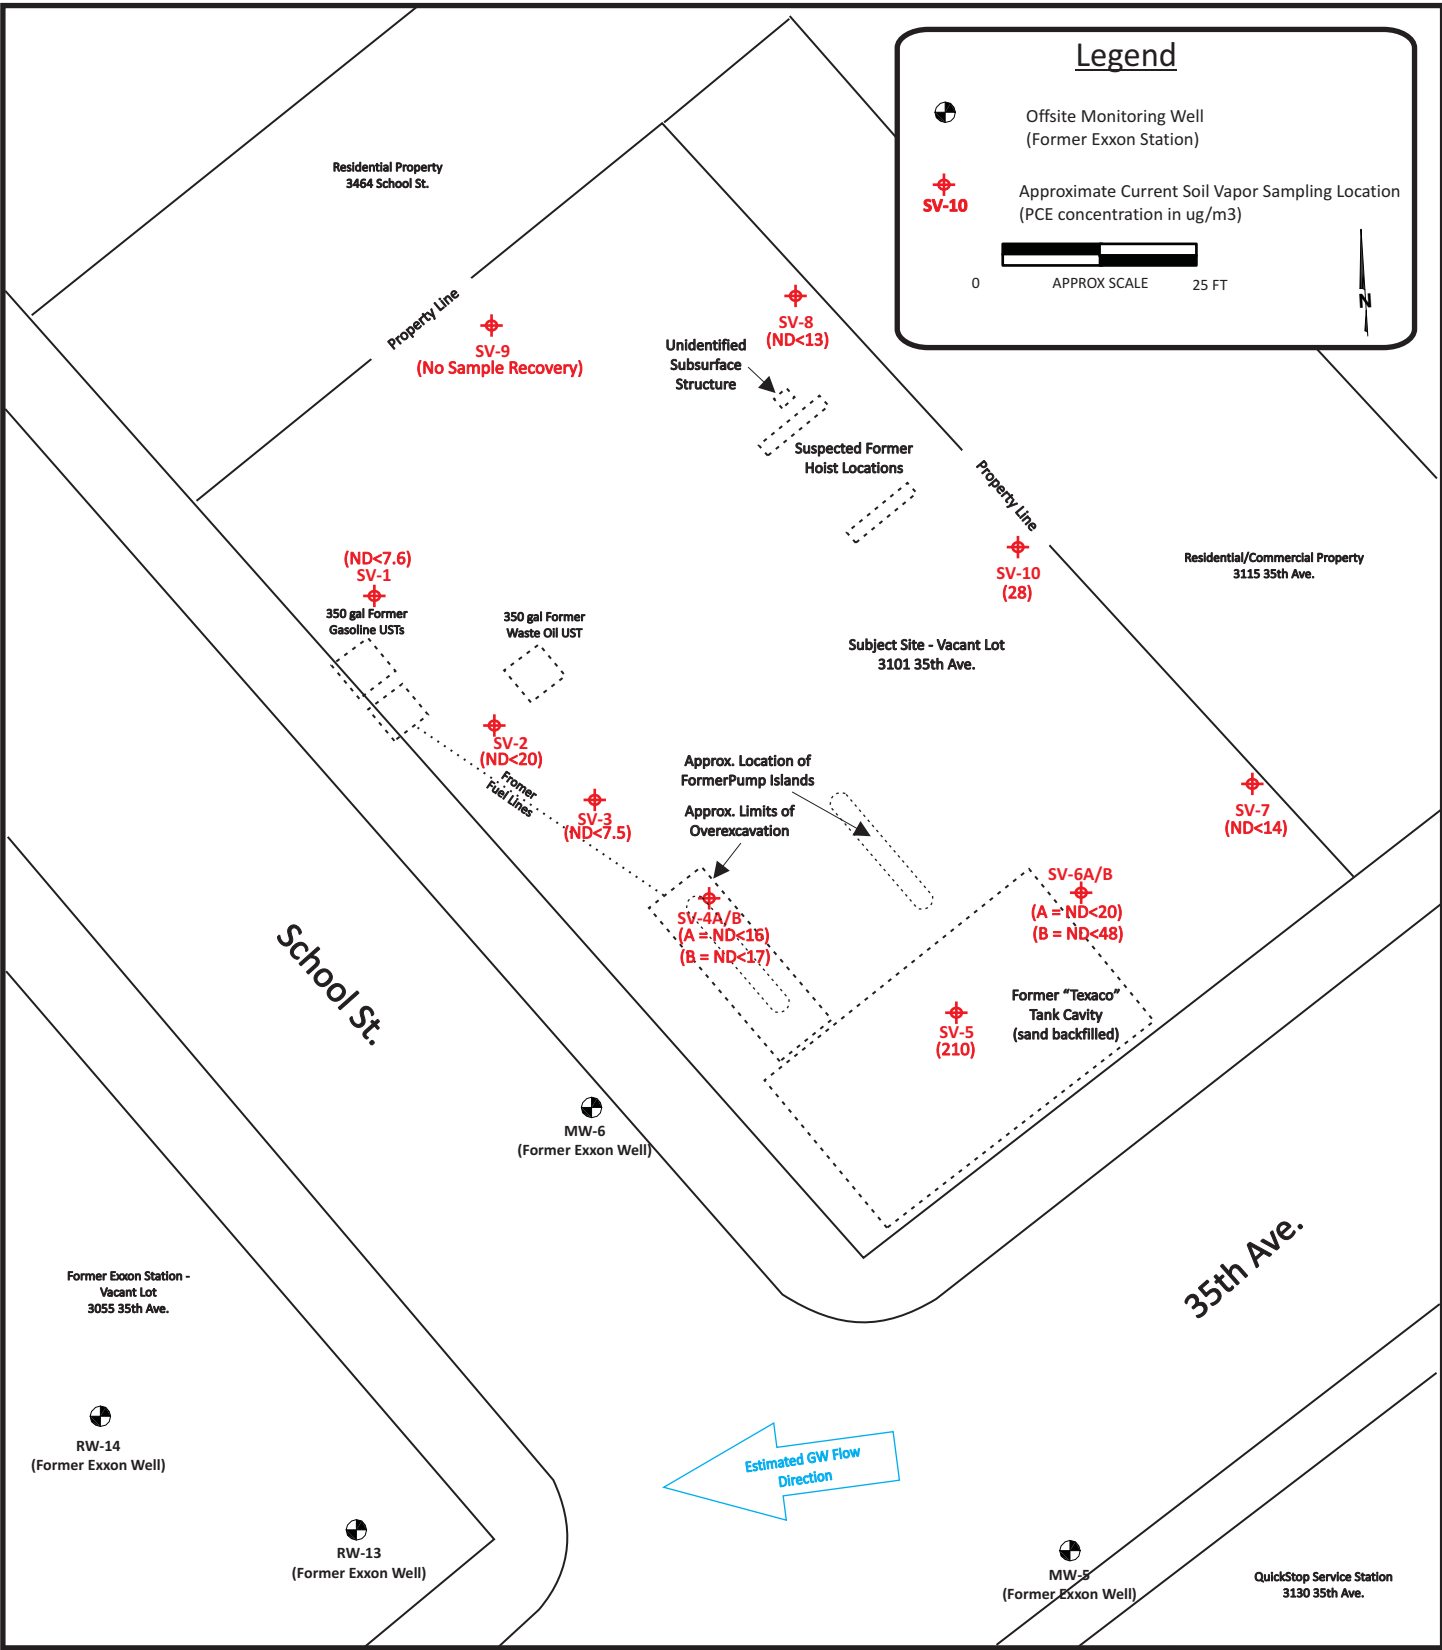 Legend
Offsite Monitoring Well
(Former Exxon Station)
SV-10
Approximate Current Soil Vapor Sampling Location
(PCE concentration in ug/m3)
0
APPROX SCALE
25 FT
N
Residential Property
3464 School St.
Property Line
SV-9
(No Sample Recovery)
SV-8
(ND<13)
Unidentified
Subsurface
Structure
Suspected Former
Hoist Locations
Property Line
SV-10
(28)
Residential/Commercial Property
3115 35th Ave.
(ND<7.6)
SV-1
350 gal Former
Gasoline USTs
350 gal Former
Waste Oil UST
Subject Site - Vacant Lot
3101 35th Ave.
SV-2
(ND<20)
Fromer
Fuel Lines
SV-3
(ND<7.5)
Approx. Location of
FormerPump Islands
Approx. Limits of
Overexcavation
SV-7
(ND<14)
SV-6A/B
(A = ND<20)
(B = ND<48)
SV-4A/B
(A = ND<16)
(B = ND<17)
Former “Texaco”
Tank Cavity
(sand backfilled)
SV-5
(210)
School St.
MW-6
(Former Exxon Well)
35th Ave.
Former Exxon Station -
Vacant Lot
3055 35th Ave.
RW-14
(Former Exxon Well)
Estimated GW Flow
Direction
RW-13
(Former Exxon Well)
MW-5
(Former Exxon Well)
QuickStop Service Station
3130 35th Ave.